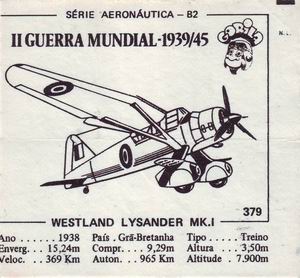 SÉRIE AERONÁUTICA - B2
II GUERRA MUNDIAL-1939/45
379
WESTLAND LYSANDER MK.I
Ano ...... 1938 País . Grã-Bretanha Tipo .... Treino
Enverg. .. 15,24m Compr. ... 9,29m Altura ... 3,50m
Veloc. .. 369 Km Auton. .. 965 Km Altitude . 7.900m